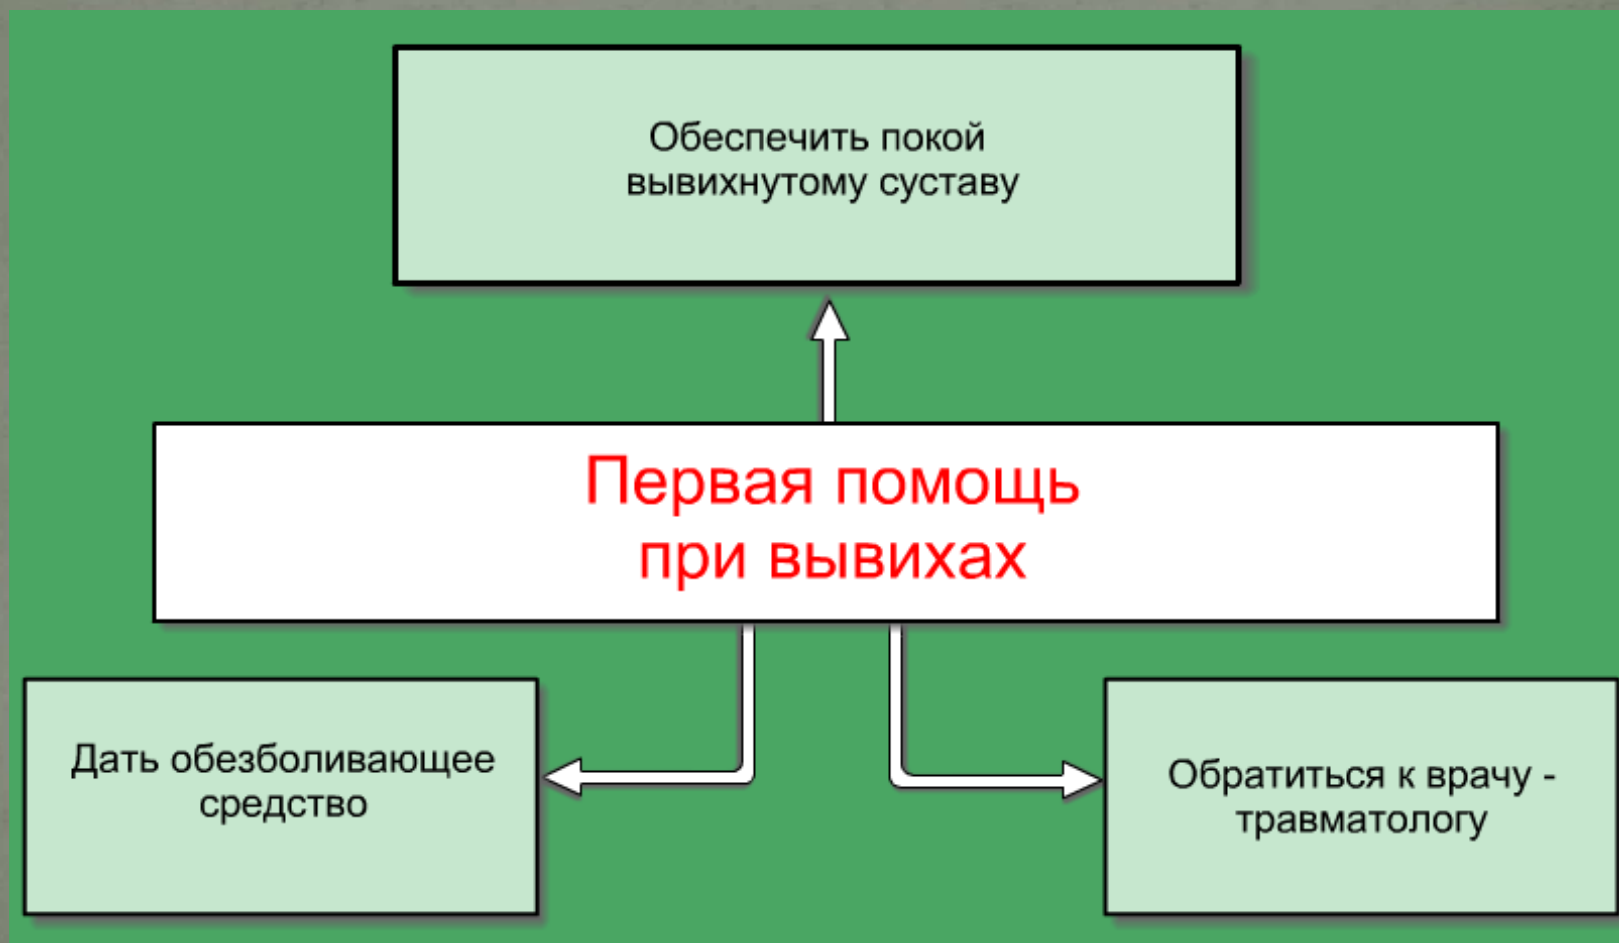 Обеспечить покой
вывихнутому суставу
Первая помощь
при вывихах
Дать обезболивающее
средство
Обратиться к врачу -
травматологу